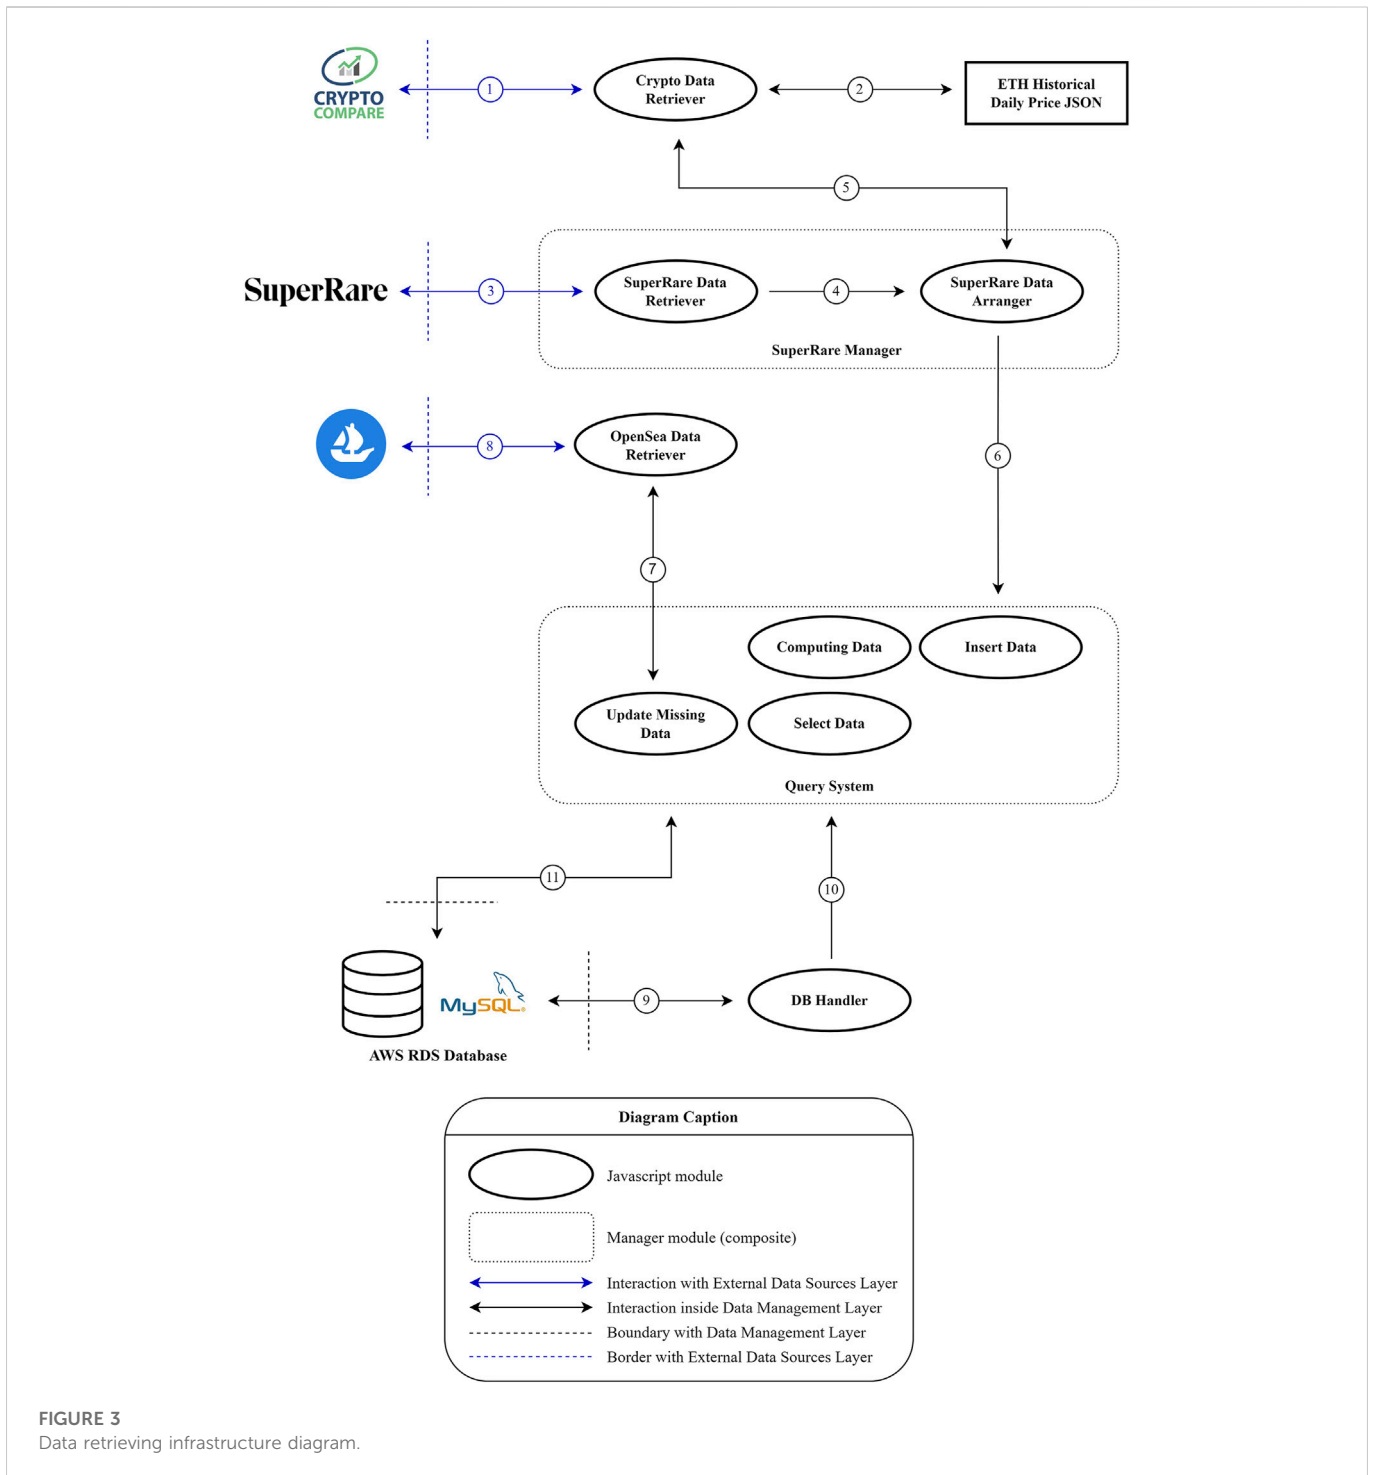 CRYPTO
COMPARE
1
Crypto Data
Retriever
2
ETH Historical
Daily Price JSON
5
SuperRare
3
SuperRare Data
Retriever
4
SuperRare Data
Arranger
SuperRare Manager
8
OpenSea Data
Retriever
6
7
Computing Data
Insert Data
Update Missing
Data
Select Data
Query System
11
10
MySQL®
9
DB Handler
AWS RDS Database
Diagram Caption
Javascript module
Manager module (composite)
Interaction with External Data Sources Layer
Interaction inside Data Management Layer
Boundary with Data Management Layer
Border with External Data Sources Layer
FIGURE 3
Data retrieving infrastructure diagram.